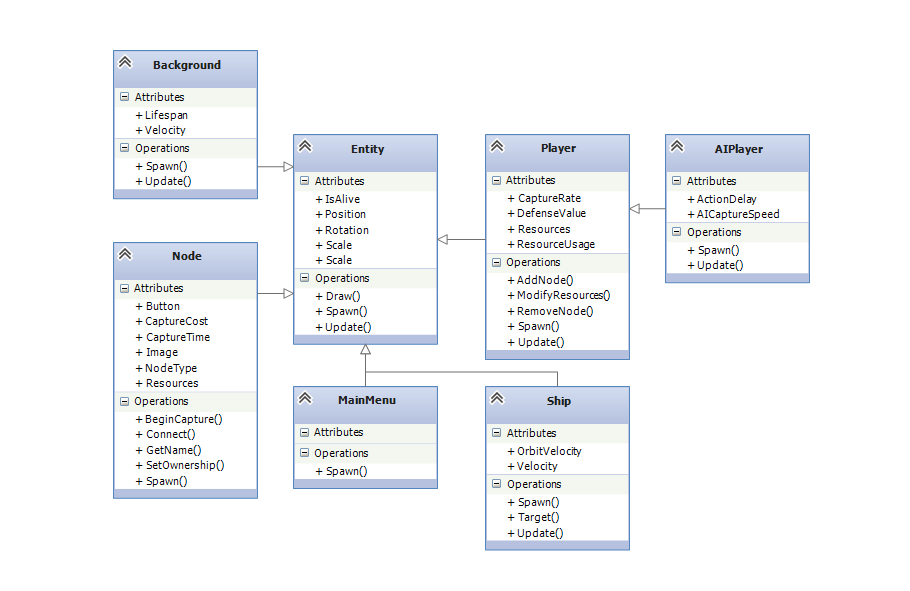 Background
Attributes
+ Lifespan
+ Velocity
Operations
+ Spawn()
+ Update()
Entity
Attributes
+ IsAlive
+ Position
+ Rotation
+ Scale
+ Scale
Operations
+ Draw()
+ Spawn()
+ Update()
Player
Attributes
+ CaptureRate
+ DefenseValue
+ Resources
+ ResourceUsage
Operations
+ AddNode()
+ ModifyResources()
+ RemoveNode()
+ Spawn()
+ Update()
AIPlayer
Attributes
+ ActionDelay
+ AICaptureSpeed
Operations
+ Spawn()
+ Update()
Node
Attributes
+ Button
+ CaptureCost
+ CaptureTime
+ Image
+ NodeType
+ Resources
Operations
+ BeginCapture()
+ Connect()
+ GetName()
+ SetOwnership()
+ Spawn()
MainMenu
Attributes
Operations
+ Spawn()
Ship
Attributes
+ OrbitVelocity
+ Velocity
Operations
+ Spawn()
+ Target()
+ Update()